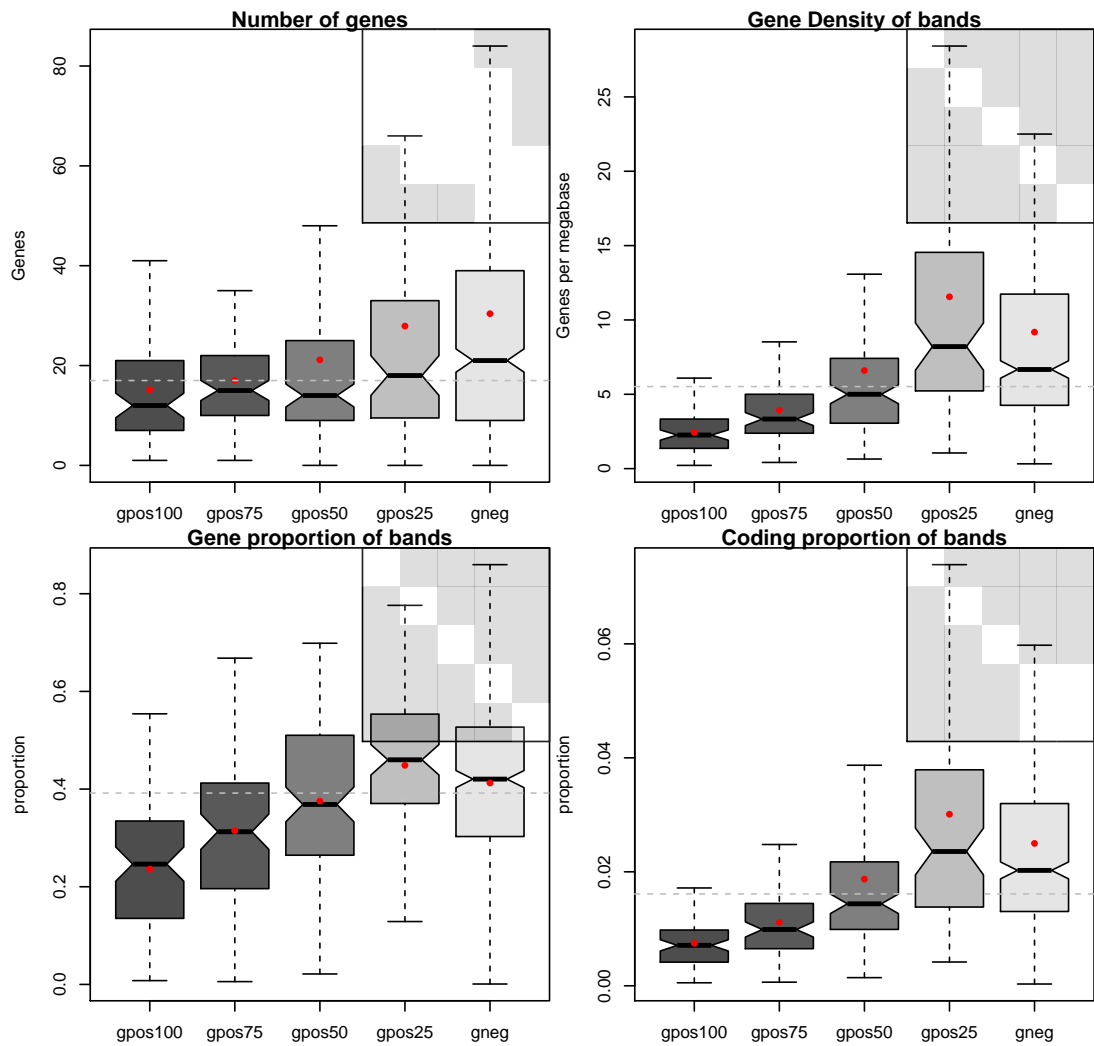 Number of genes
Genes
0
20
40
60
80
gpos100 gpos75 gpos50 gpos25 gneg
Gene Density of bands
Genes per megabase
0
5
10
15
20
25
gpos100 gpos75 gpos50 gpos25 gneg
Gene proportion of bands
proportion
0.0
0.2
0.4
0.6
0.8
gpos100 gpos75 gpos50 gpos25 gneg
Coding proportion of bands
proportion
0.00
0.02
0.04
0.06
gpos100 gpos75 gpos50 gpos25 gneg